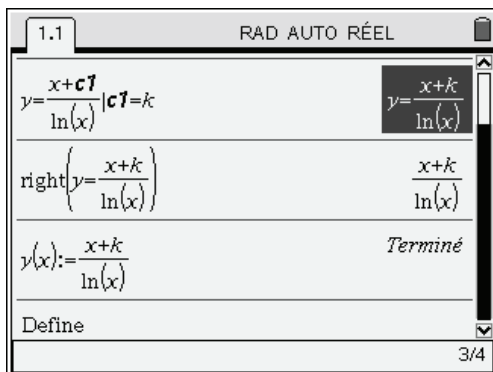 1.1 RAD AUTO RÉEL
y=(x+c1)/(ln(x))|c1=k y=(x+k)/(ln(x))
right(y=(x+k)/(ln(x))) (x+k)/(ln(x))
y(x):=(x+k)/(ln(x)) Terminé
Define
3/4